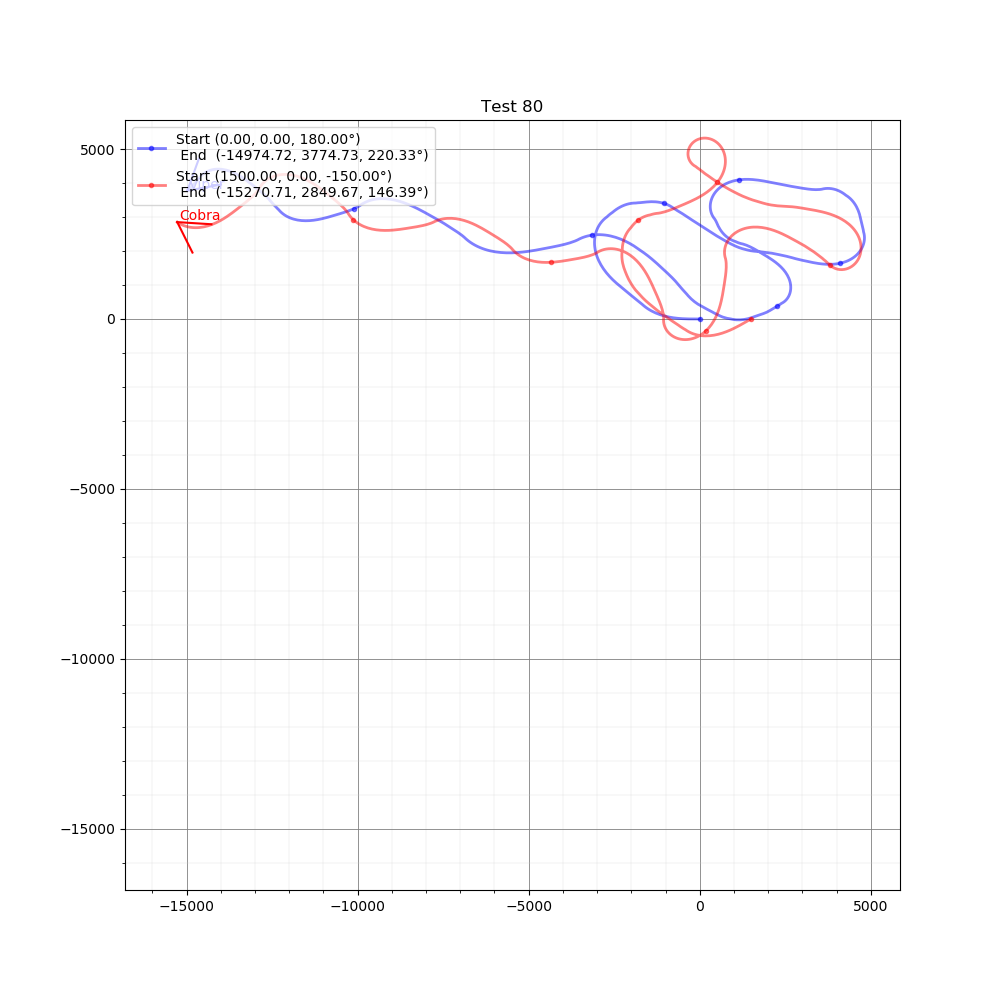 Test 80
Start (0.00, 0.00, 180.00°)
End (-14974.72, 3774.73, 220.33°)
Start (1500.00, 0.00, -150.00°)
End (-15270.71, 2849.67, 146.39°)
Cobra
5000
0
−5000
−10000
−15000
−15000
−10000
−5000
0
5000